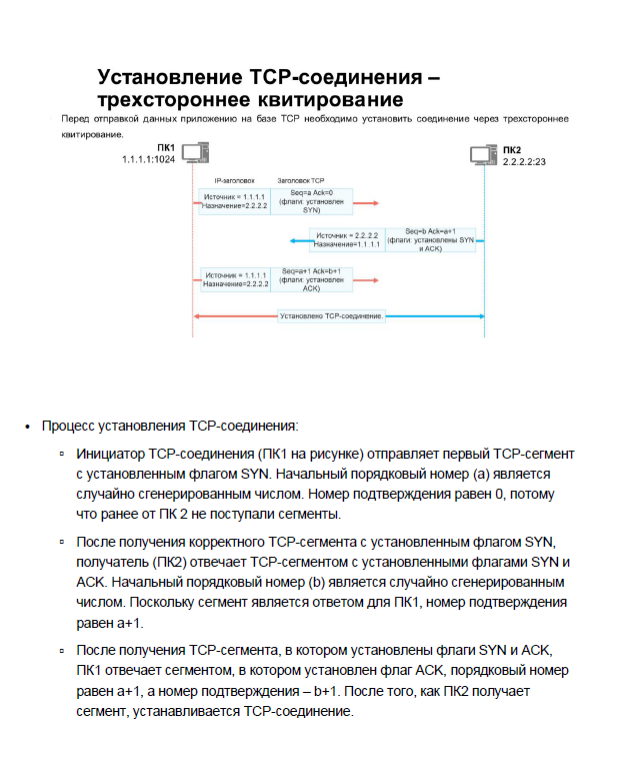 Установление TCP-соединения –
трехстороннее квитирование
Перед отправкой данных приложению на базе TCP необходимо установить соединение через трехстороннее
квитирование.
ПК1
1.1.1.1:1024
ПК2
2.2.2.2:23
IP-заголовок
Заголовок TCP
Источник = 1.1.1.1
Назначение=2.2.2.2
Seq=a Ack=0
(флаги: установлен
SYN)
Источник = 2.2.2.2
Назначение=1.1.1.1
Seq=b Ack=a+1
(флаги: установлены SYN
и ACK)
Источник = 1.1.1.1
Назначение=2.2.2.2
Seq=a+1 Ack=b+1
(флаги: установлен
ACK)
Установлено TCP-соединение.
• Процесс установления TCP-соединения:
▫ Инициатор TCP-соединения (ПК1 на рисунке) отправляет первый TCP-сегмент
с установленным флагом SYN. Начальный порядковый номер (a) является
случайно сгенерированным числом. Номер подтверждения равен 0, потому
что ранее от ПК 2 не поступали сегменты.
▫ После получения корректного TCP-сегмента с установленным флагом SYN,
получатель (ПК2) отвечает TCP-сегментом с установленными флагами SYN и
ACK. Начальный порядковый номер (b) является случайно сгенерированным
числом. Поскольку сегмент является ответом для ПК1, номер подтверждения
равен a+1.
▫ После получения TCP-сегмента, в котором установлены флаги SYN и ACK,
ПК1 отвечает сегментом, в котором установлен флаг ACK, порядковый номер
равен a+1, а номер подтверждения – b+1. После того, как ПК2 получает
сегмент, устанавливается TCP-соединение.